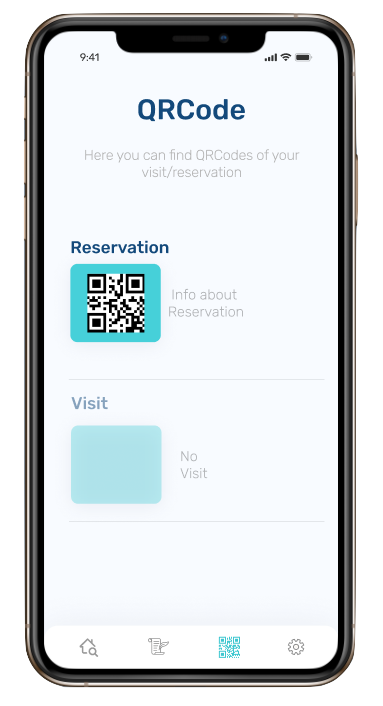 9:41
QRCode
Here you can find QRCodes of your
visit/reservation
Reservation
Info about
Reservation
Visit
No
Visit